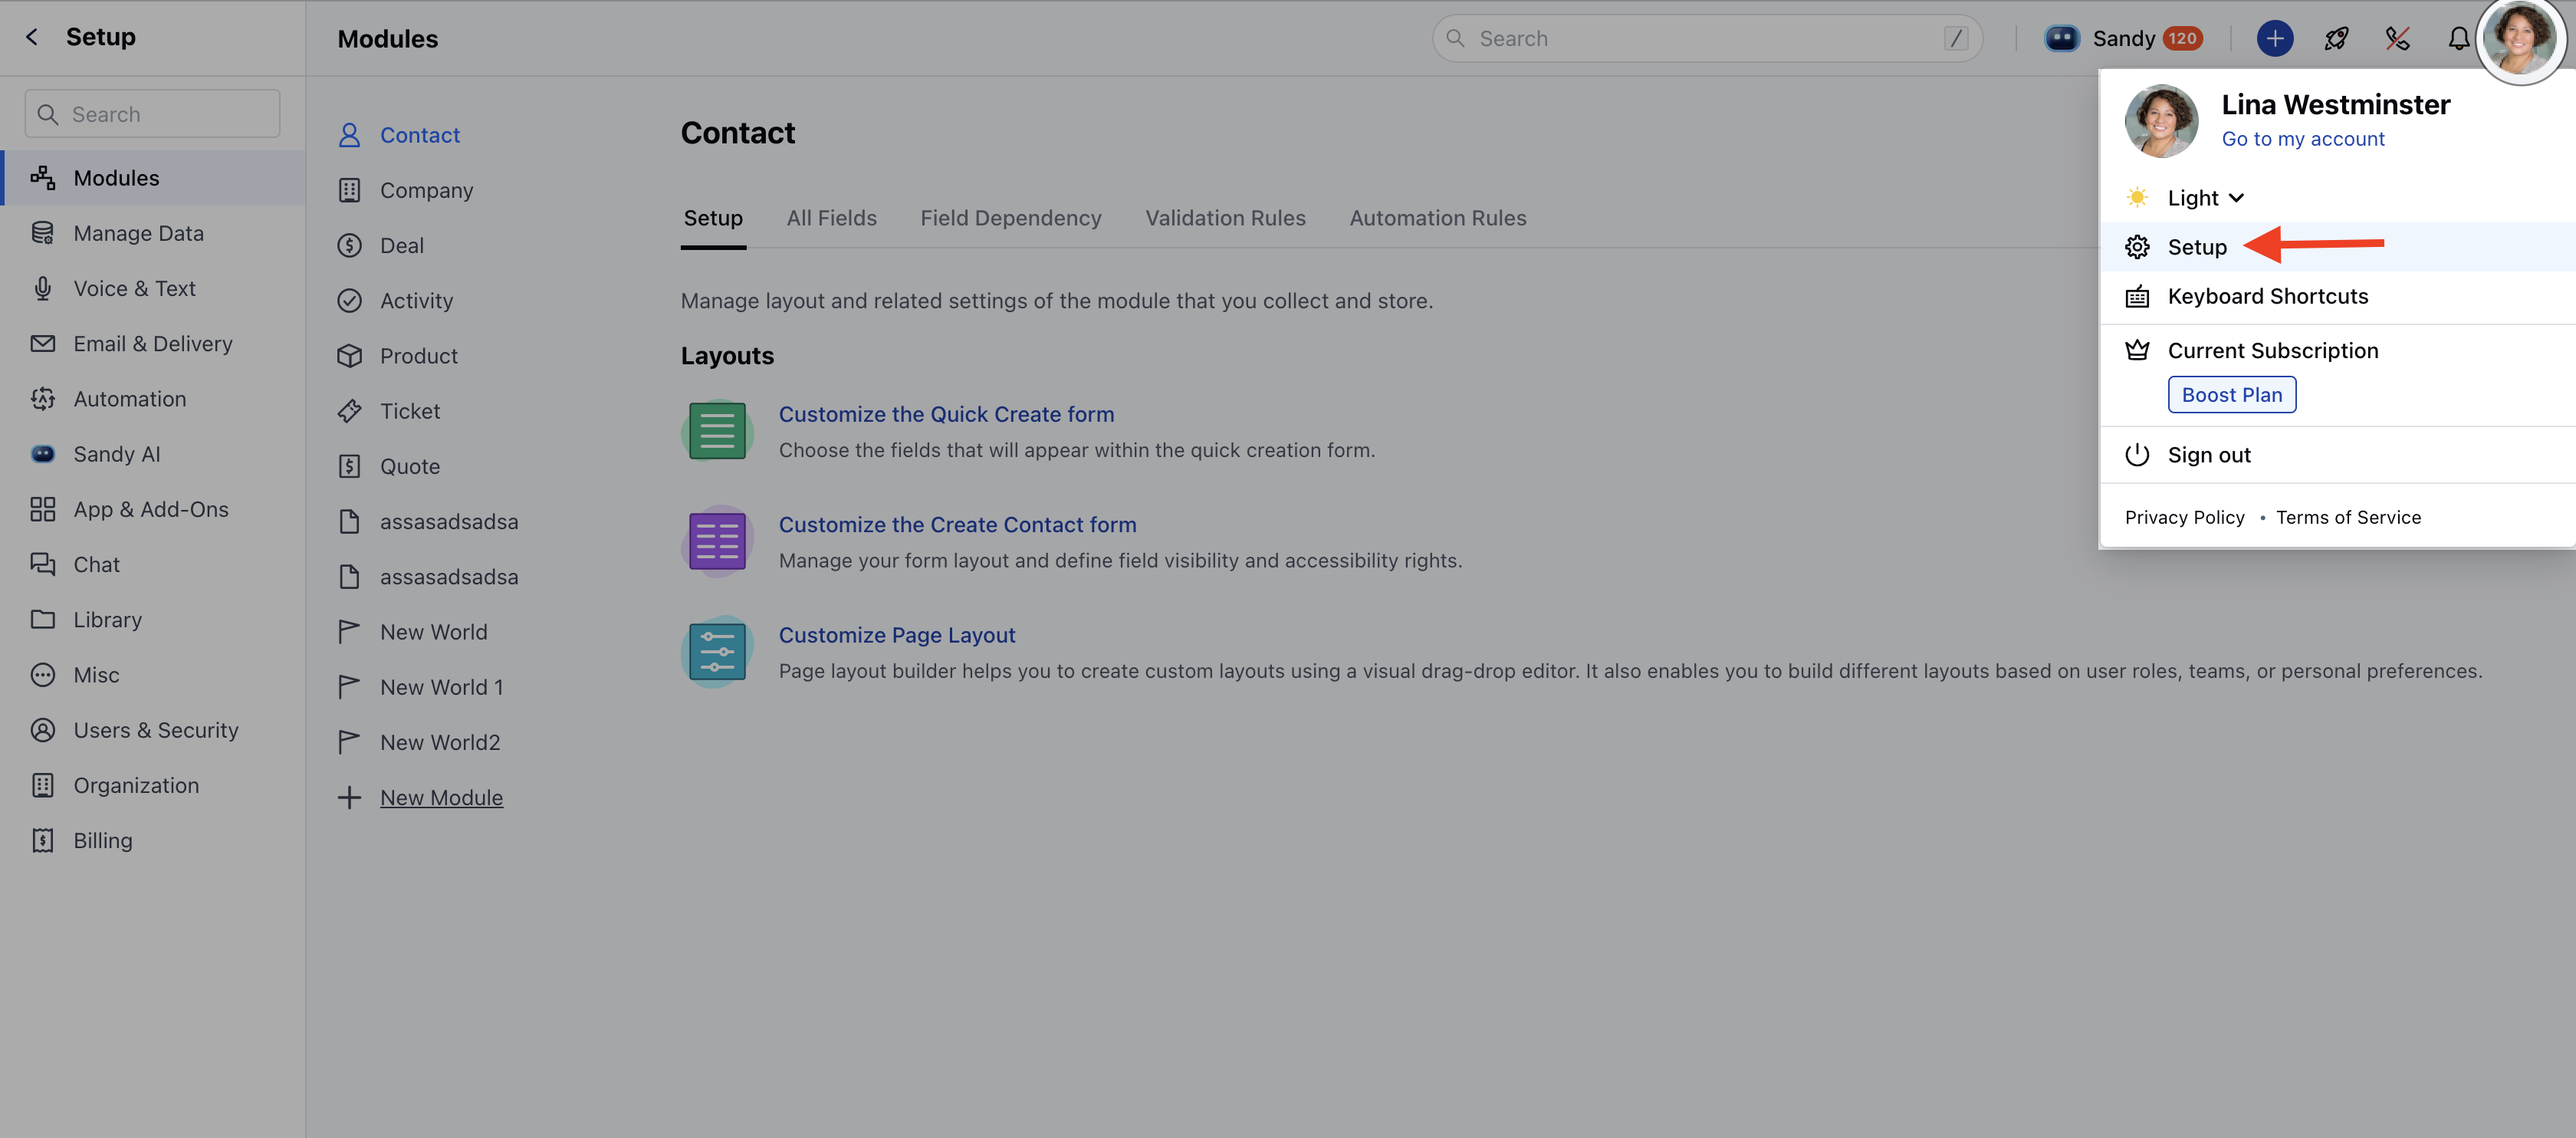 Setup
Search
Modules
Manage Data
Voice & Text
Email & Delivery
Automation
Sandy AI
App & Add-Ons
Chat
Library
Misc
Users & Security
Organization
Billing
Modules
Search /
Sandy 120
Contact
Company
Deal
Activity
Product
Ticket
Quote
assasadsadsa
assasadsadsa
New World
New World 1
New World2
New Module
Contact
Setup All Fields Field Dependency Validation Rules Automation Rules
Manage layout and related settings of the module that you collect and store.
Layouts
Customize the Quick Create form
Choose the fields that will appear within the quick creation form.
Customize the Create Contact form
Manage your form layout and define field visibility and accessibility rights.
Customize Page Layout
Page layout builder helps you to create custom layouts using a visual drag-drop editor. It also enables you to build different layouts based on user roles, teams, or personal preferences.
Lina Westminster
Go to my account
Light
Setup
Keyboard Shortcuts
Current Subscription
Boost Plan
Sign out
Privacy Policy • Terms of Service